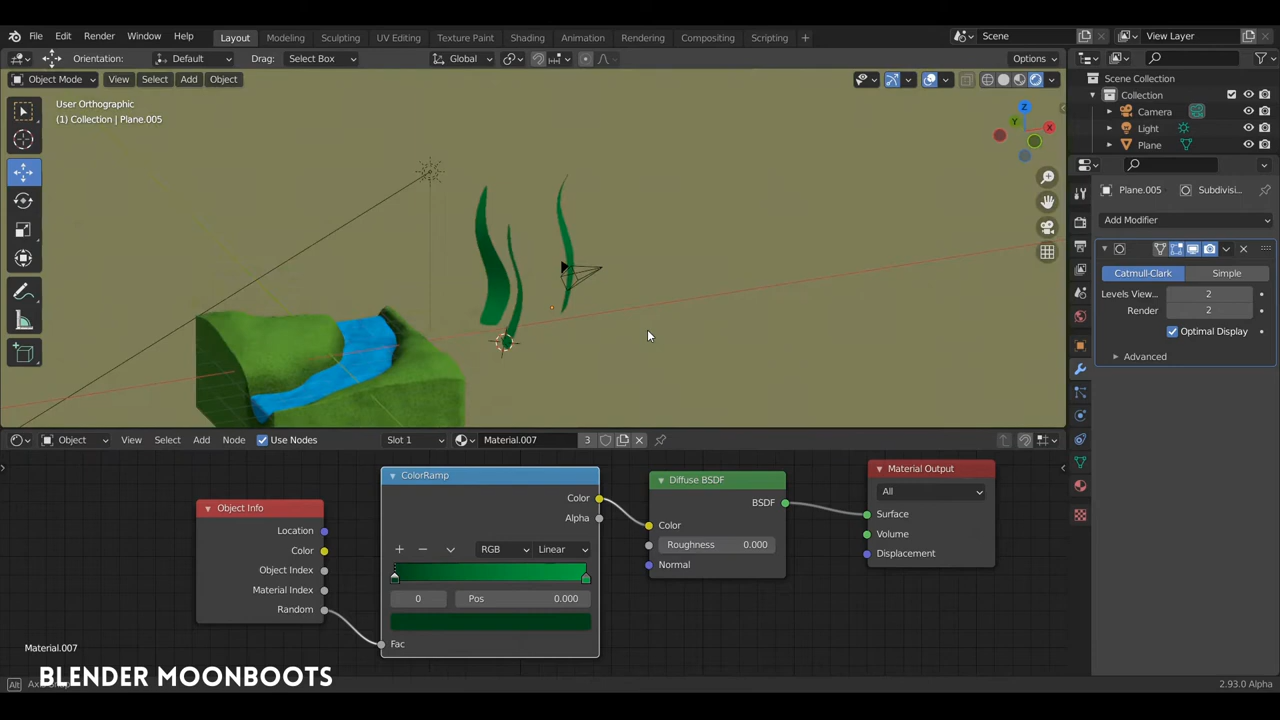 File Edit Render Window Help Layout Modeling Sculpting UV Editing Texture Paint Shading Animation Rendering Compositing Scripting + Scene View Layer
Orientation: Default Drag: Select Box Global Options
Object Mode View Select Add Object Scene Collection
User Orthographic Collection
(1) Collection | Plane.005 Camera
Light
Plane
Z
Y
X
Plane.005 Subdivisi...
Add Modifier
Catmull-Clark Simple
Levels View... 2
Render 2
Optimal Display
Advanced
Object View Select Add Node Use Nodes Slot 1 Material.007 3
ColorRamp
Color
Alpha
RGB Linear
0 Pos 0.000
Fac
Object Info
Location
Color
Object Index
Material Index
Random
Diffuse BSDF
BSDF
Color
Roughness 0.000
Normal
Material Output
All
Surface
Volume
Displacement
Material.007
BLENDER MOONBOOTS
Alt 2.93.0 Alpha